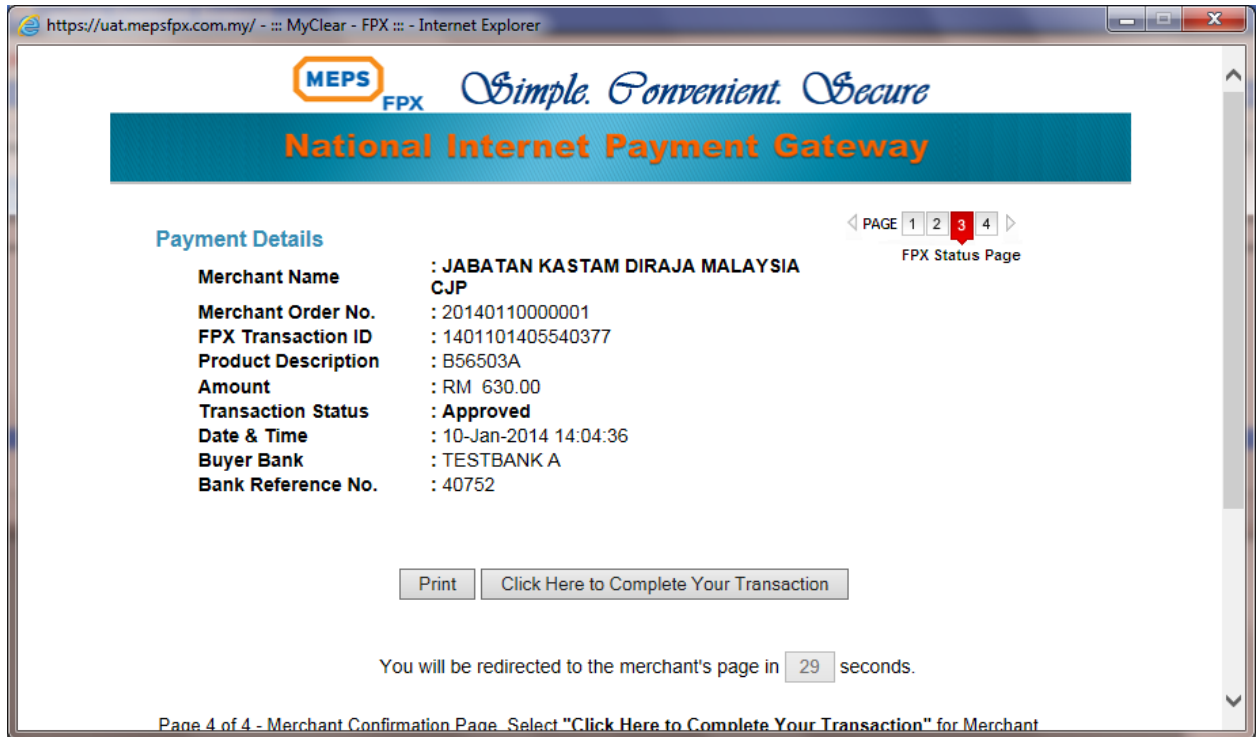 https://uat.mepsfpx.com.my/ - ::: MyClear - FPX ::: - Internet Explorer
MEPS FPX Simple. Convenient. Secure
National Internet Payment Gateway
PAGE 1 2 3 4
FPX Status Page
Payment Details
Merchant Name : JABATAN KASTAM DIRAJA MALAYSIA
CJP
Merchant Order No. : 20140110000001
FPX Transaction ID : 1401101405540377
Product Description : B56503A
Amount : RM 630.00
Transaction Status : Approved
Date & Time : 10-Jan-2014 14:04:36
Buyer Bank : TESTBANK A
Bank Reference No. : 40752
Print Click Here to Complete Your Transaction
You will be redirected to the merchant's page in 29 seconds.
Page 4 of 4 - Merchant Confirmation Page. Select "Click Here to Complete Your Transaction" for Merchant